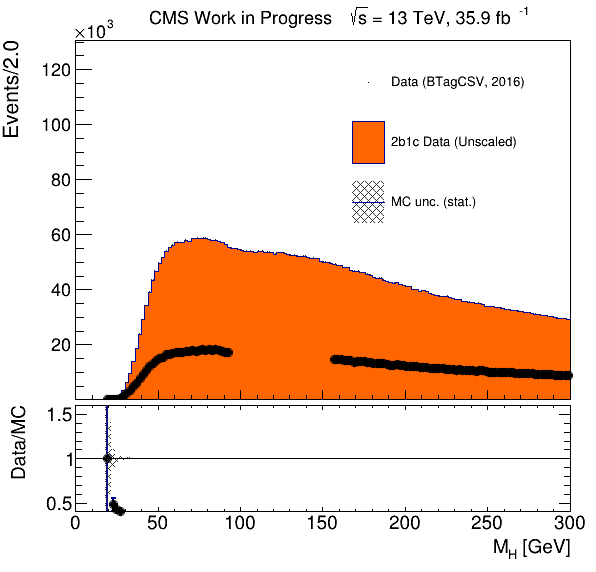 CMS Work in Progress √s = 13 TeV, 35.9 fb⁻¹
×10³
Events/2.0
120
100
80
60
40
20
Data (BTagCSV, 2016)
2b1c Data (Unscaled)
MC unc. (stat.)
Data/MC
1.5
1
0.5
0 50 100 150 200 250 300
M_H [GeV]